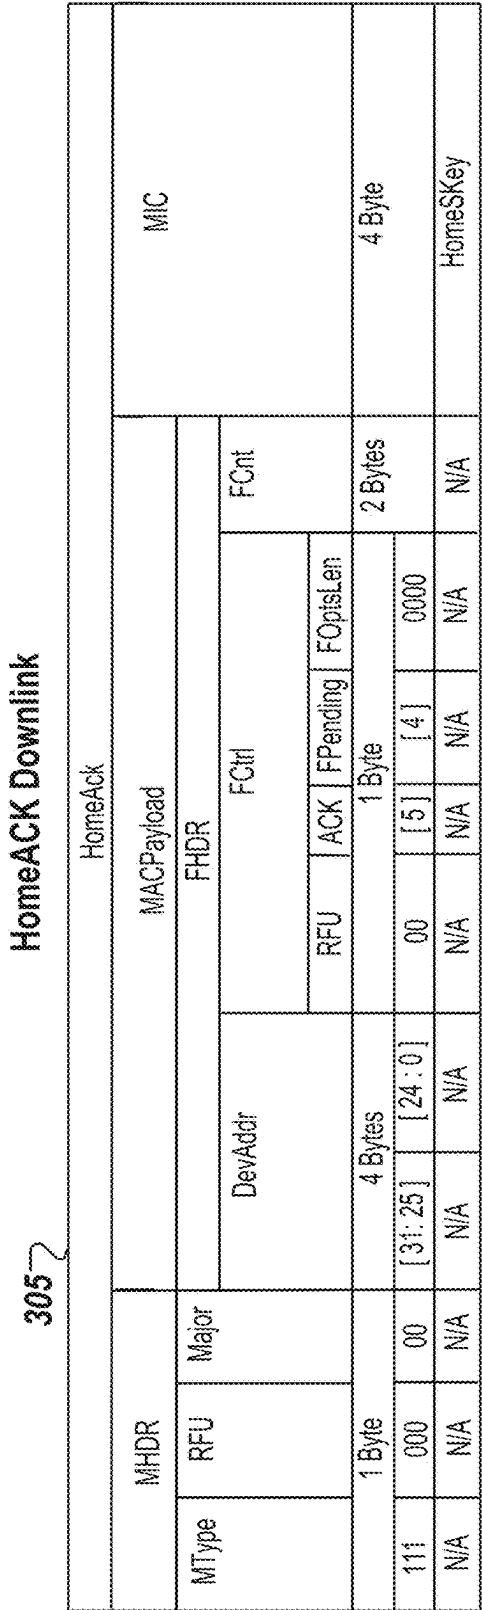 HomeACK Downlink
305
HomeAck
MHDR MACPayload MIC
FHDR
MType RFU Major DevAddr FCtrl FCnt
RFU ACK FPending FOptsLen
1 Byte 4 Bytes 1 Byte 2 Bytes 4 Byte
111 000 00 [31:25] [24:0] 00 [5] [4] 0000
N/A N/A N/A N/A N/A N/A N/A N/A N/A N/A HomeSKey